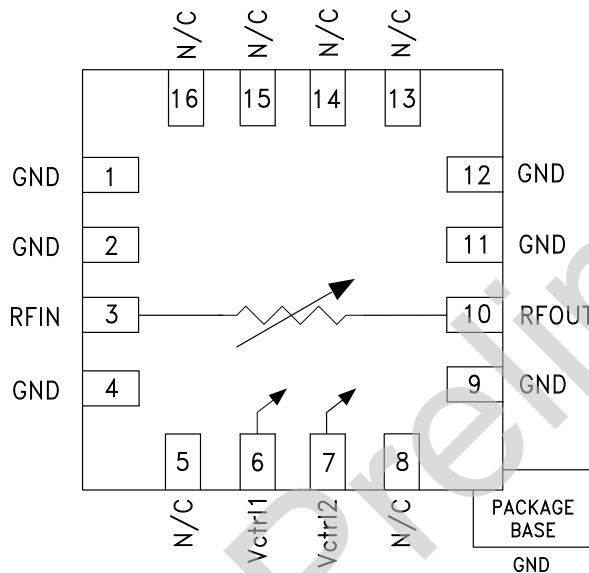 N/C N/C N/C N/C
16 15 14 13
GND 1 12 GND
GND 2 11 GND
RFIN 3 10 RFOUT
GND 4 9 GND
5 6 7 8
N/C Vctrl1 Vctrl2 N/C
PACKAGE
BASE
GND
Prelim